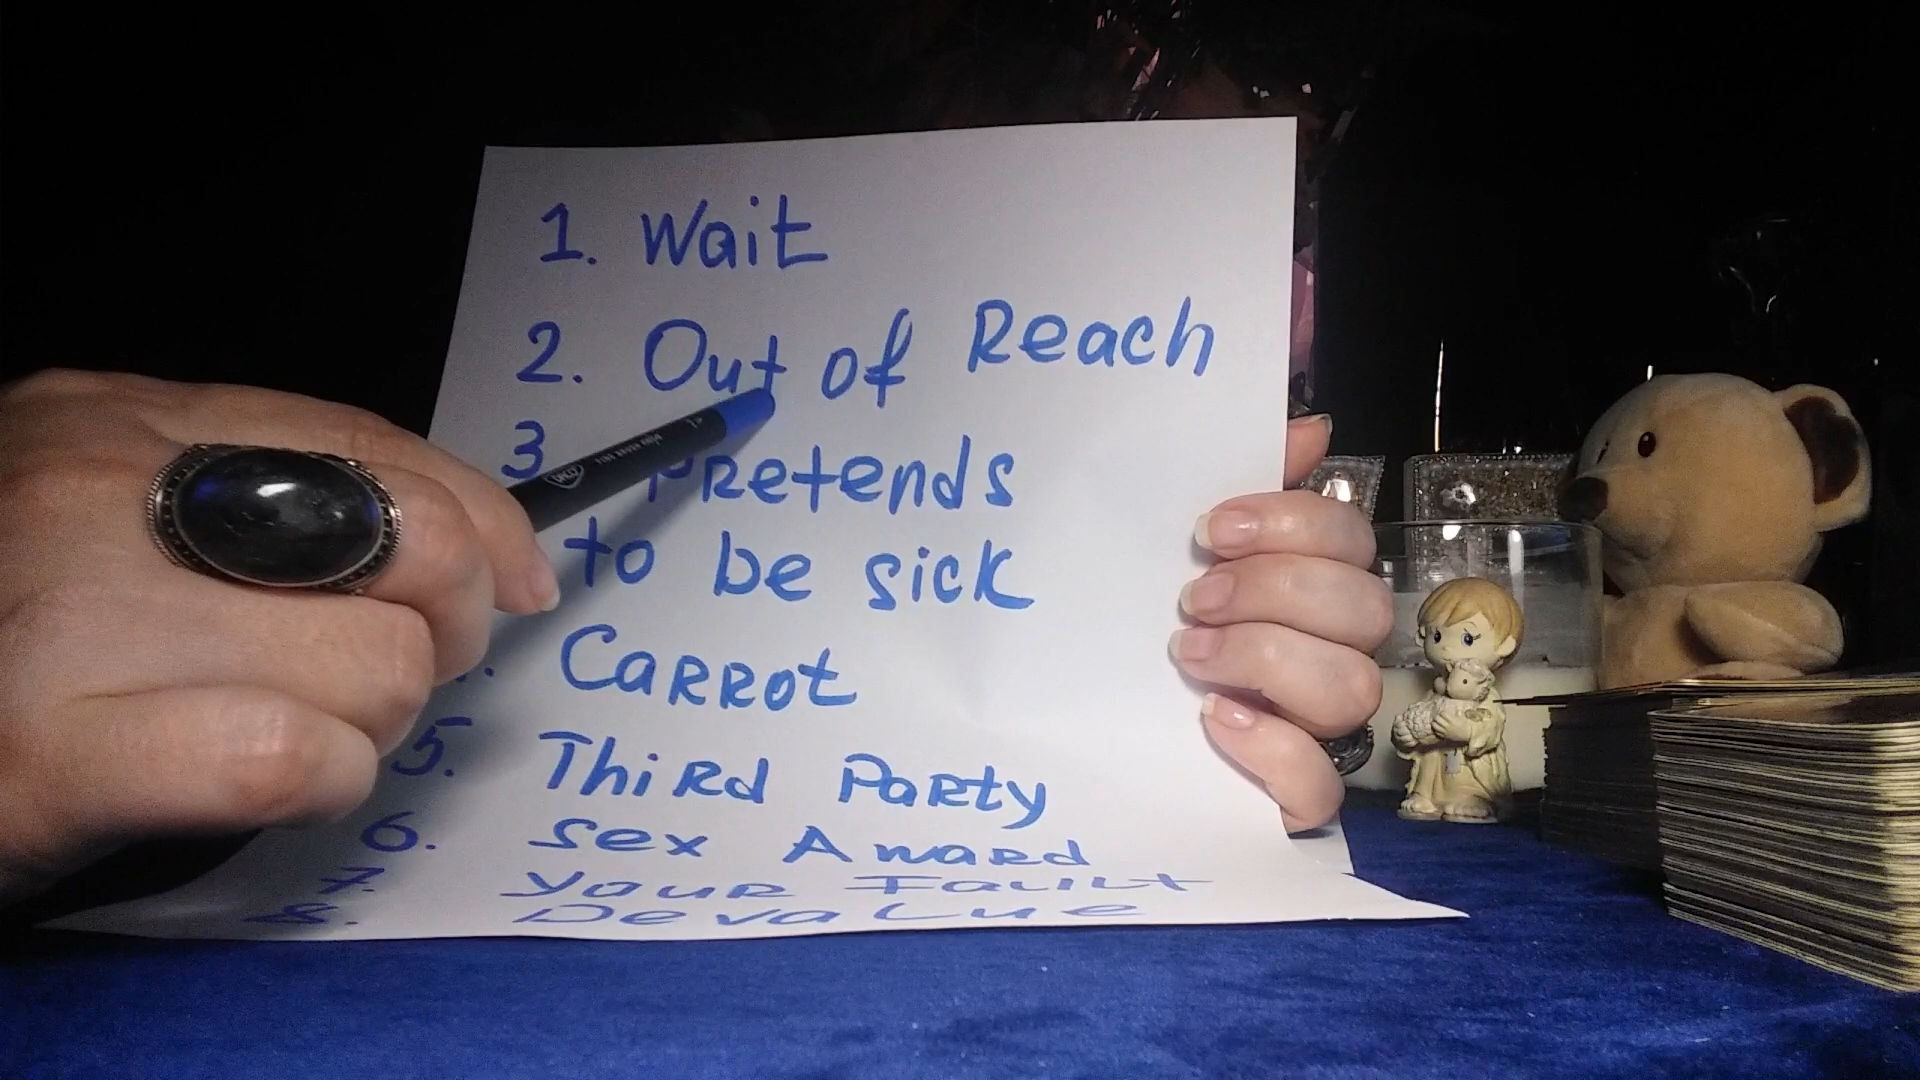 1. Wait
2. Out of Reach
3 Pretends
to be sick
. Carrot
5. Third Party
6. Sex Award
7. Your Fault
8. Devalue